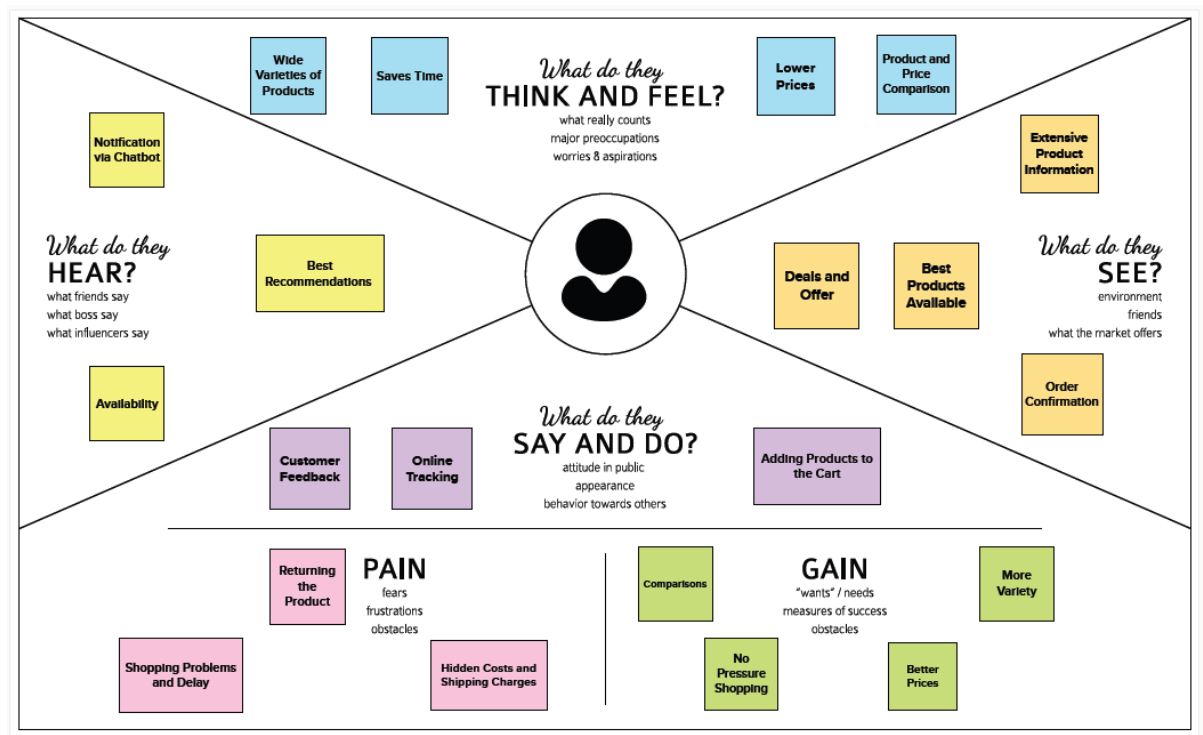 Wide
Varieties of
Products
Saves Time
What do they
THINK AND FEEL?
what really counts
major preoccupations
worries & aspirations
Lower
Prices
Product and
Price
Comparison
Notification
via Chatbot
What do they
HEAR?
what friends say
what boss say
what influencers say
Best
Recommendations
Availability
Extensive
Product
Information
Deals and
Offer
Best
Products
Available
What do they
SEE?
environment
friends
what the market offers
Order
Confirmation
Customer
Feedback
Online
Tracking
What do they
SAY AND DO?
attitude in public
appearance
behavior towards others
Adding Products to
the Cart
Returning
the
Product
PAIN
fears
frustrations
obstacles
Shopping Problems
and Delay
Hidden Costs and
Shipping Charges
Comparisons
GAIN
"wants" / needs
measures of success
obstacles
More
Variety
No
Pressure
Shopping
Better
Prices